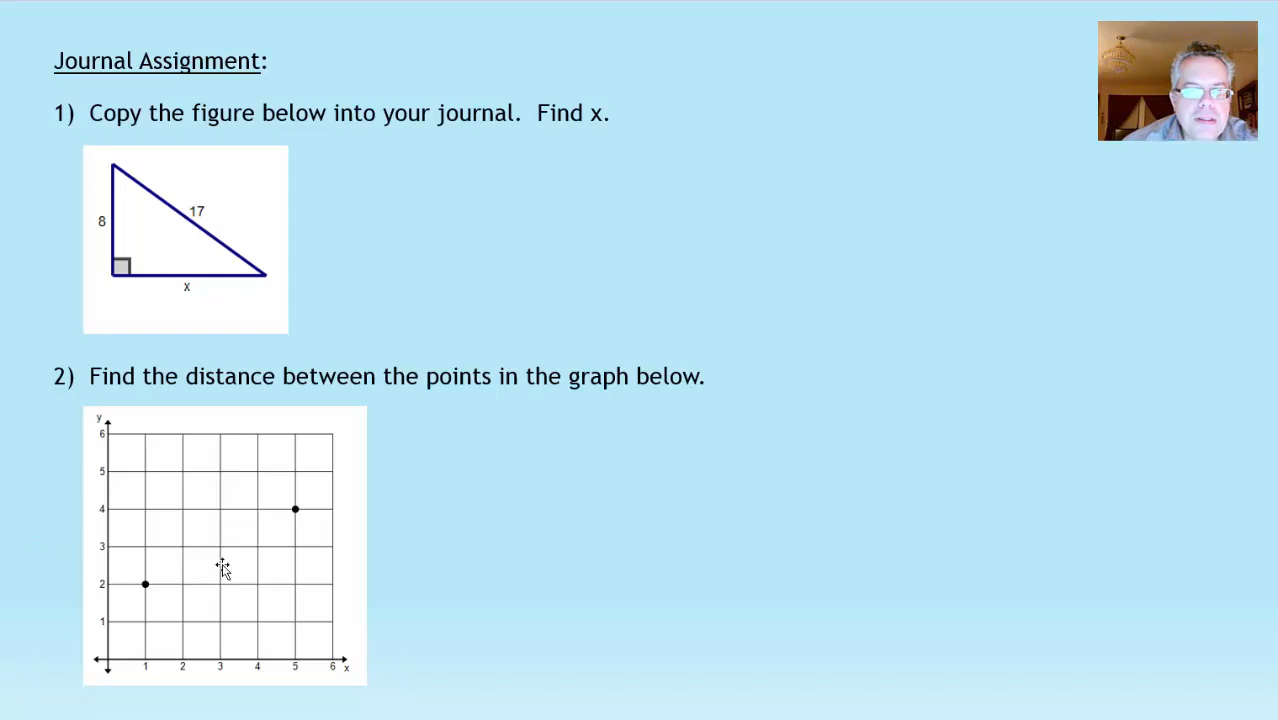 Journal Assignment:
1) Copy the figure below into your journal. Find x.
17
8
x
2) Find the distance between the points in the graph below.
y
6
5
4
3
2
1
1 2 3 4 5 6 x